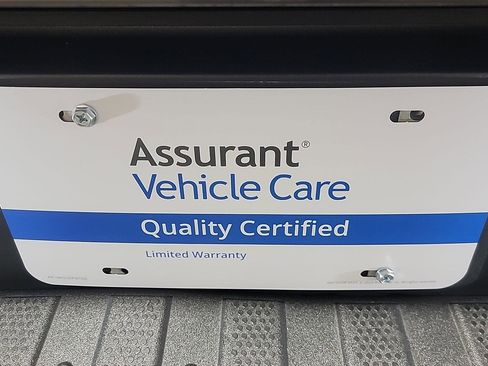 Assurant®
Vehicle Care
Quality Certified
Limited Warranty